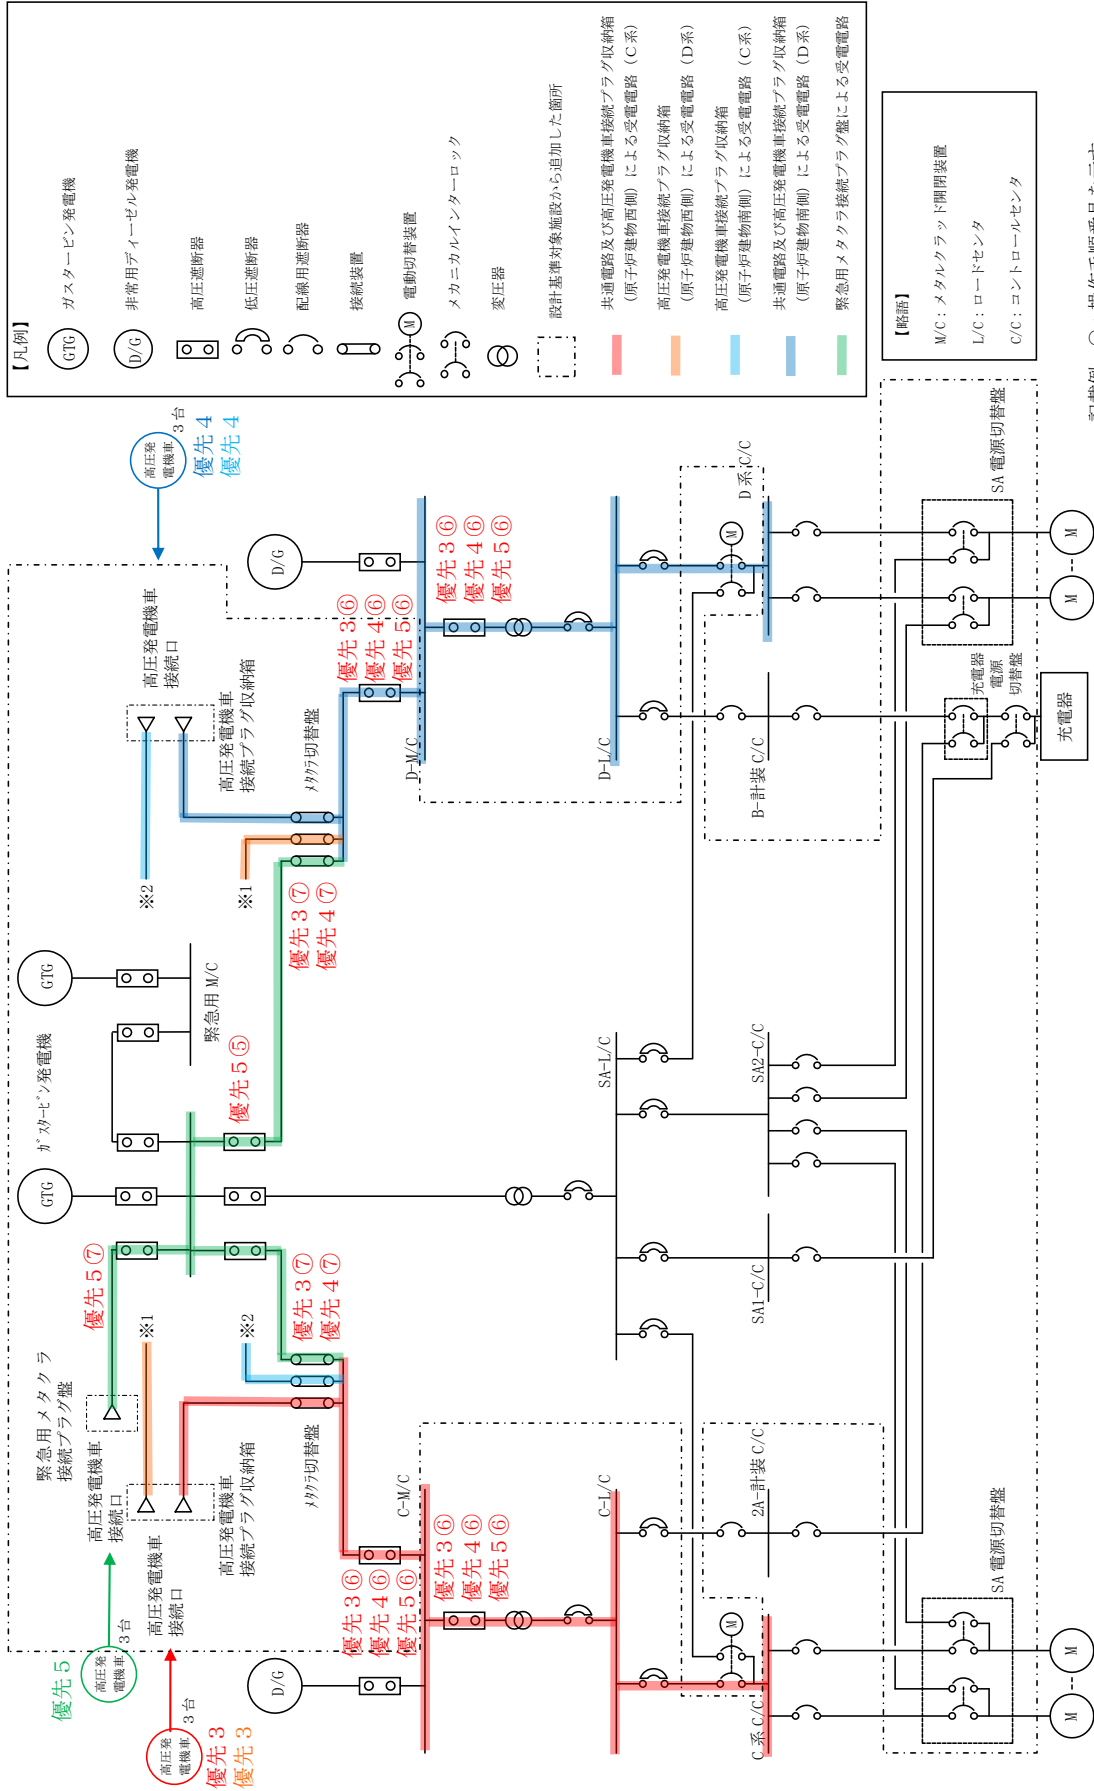 【凡例】
GTG
ガスタービン発電機
D/G
非常用ディーゼル発電機
高圧遮断器
低圧遮断器
配線用遮断器
接続装置
M
電動切替装置
メカニカルインターロック
変圧器
設計基準対象施設から追加した箇所
共通電路及び高圧発電機車接続プラグ収納箱
(原子炉建物西側) による受電電路 (C系)
高圧発電機車接続プラグ収納箱
(原子炉建物西側) による受電電路 (D系)
高圧発電機車接続プラグ収納箱
(原子炉建物南側) による受電電路 (C系)
共通電路及び高圧発電機車接続プラグ収納箱
(原子炉建物南側) による受電電路 (D系)
緊急用メタクラ接続プラグ盤による受電電路
【略語】
M/C:メタルクラッド開閉装置
L/C:ロードセンタ
C/C:コントロールセンタ
優先5
高圧発
電機車
3台
高圧発
電機車
3台
優先3
優先3
緊急用メタクラ
接続プラグ盤
高圧発電機車
接続口
高圧発電機車
接続口
高圧発電機車
接続プラグ収納箱
※1
※2
優先5⑦
メタクラ切替盤
優先3⑦
優先4⑦
GTG
ガスタービン発電機
GTG
緊急用 M/C
優先5⑤
優先3⑦
優先4⑦
※2
※1
高圧発電機車
接続口
高圧発電機車
接続プラグ収納箱
メタクラ切替盤
高圧発
電機車
3台
優先4
優先4
D/G
優先3⑥
優先4⑥
優先5⑥
C-M/C
優先3⑥
優先4⑥
優先5⑥
C-L/C
C系 C/C
M
2A-計装 C/C
SA 電源切替盤
M
M
SA-L/C
SA1-C/C
SA2-C/C
D/G
優先3⑥
優先4⑥
優先5⑥
D-M/C
優先3⑥
優先4⑥
優先5⑥
D-L/C
B-計装 C/C
M
D系 C/C
SA 電源切替盤
充電器
電源
切替盤
充電器
M
M